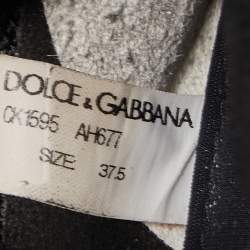 DOLCE & GABBANA
CK1595 AH677
SIZE 37.5